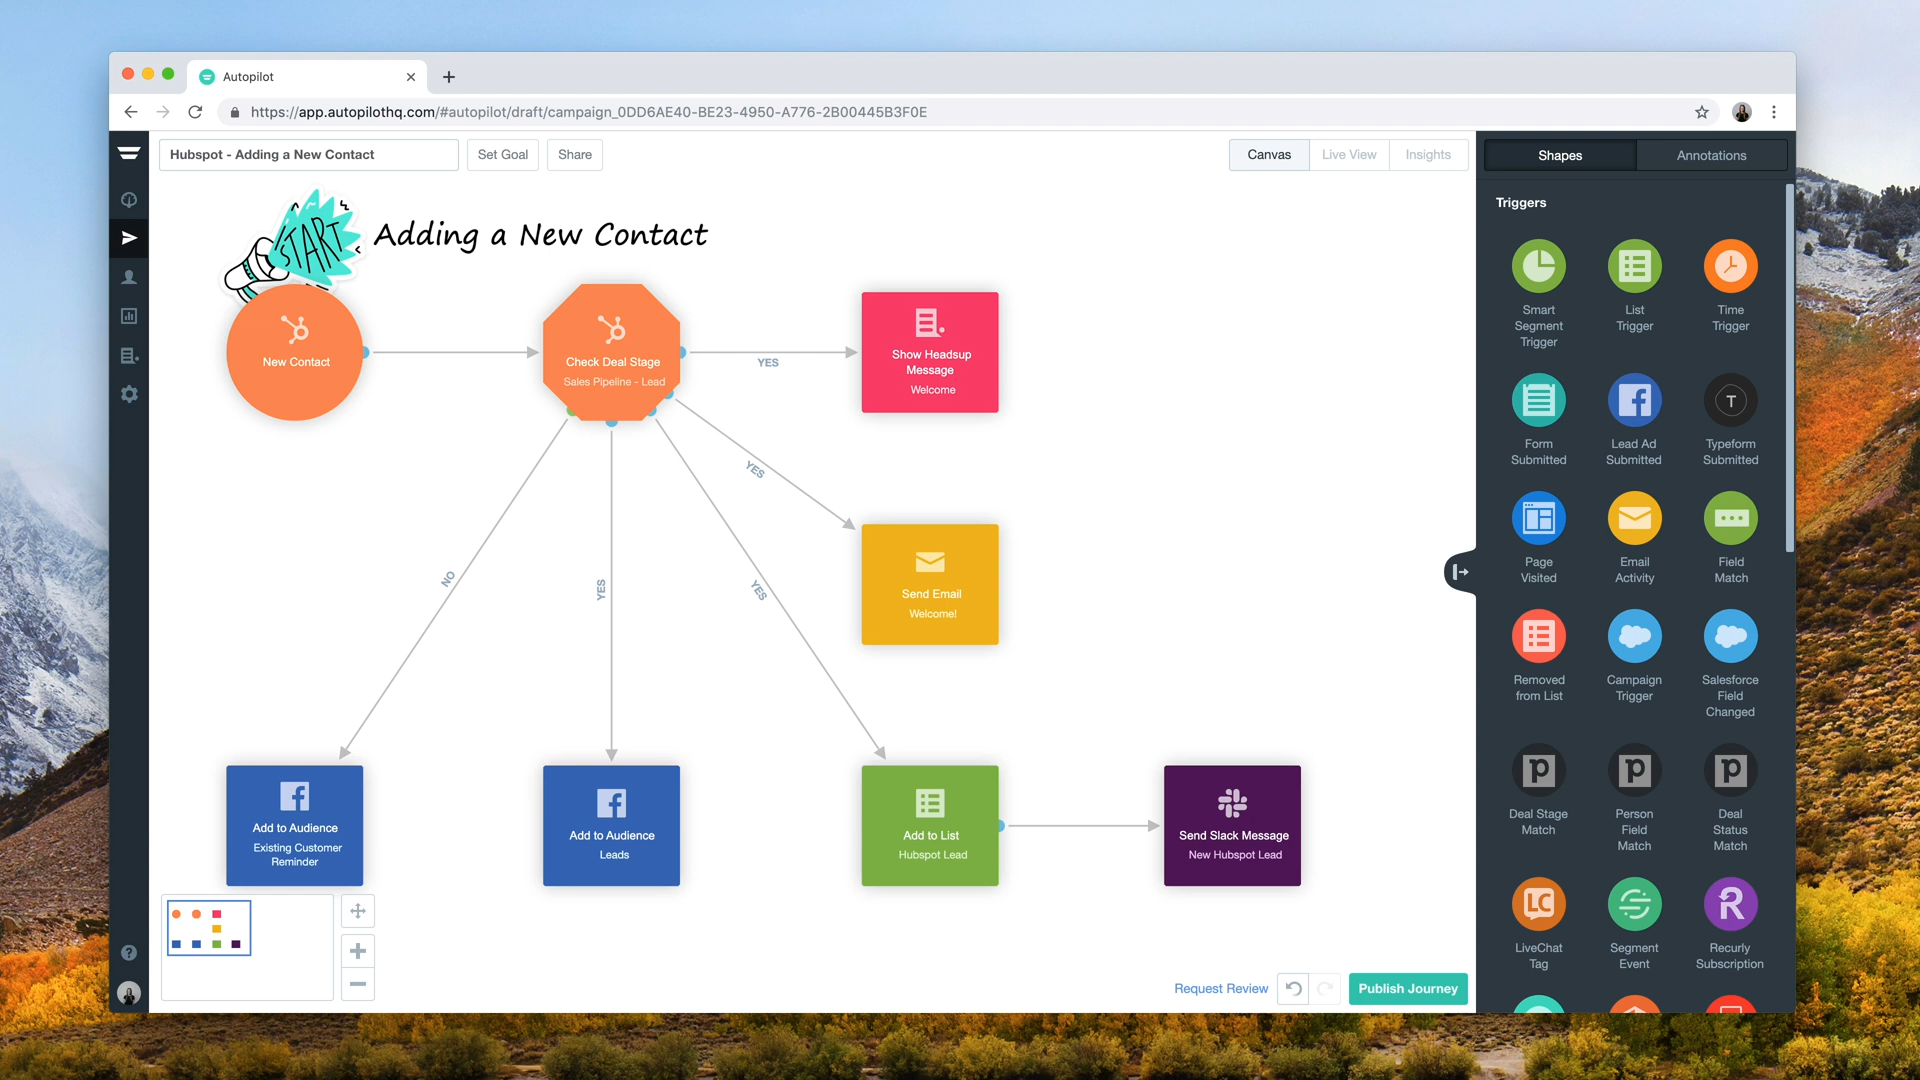 Autopilot
https://app.autopilothq.com/#autopilot/draft/campaign_0DD6AE40-BE23-4950-A776-2B00445B3F0E
Hubspot - Adding a New Contact
Set Goal
Share
Canvas
Live View
Insights
Shapes
Annotations
START
Adding a New Contact
New Contact
Check Deal Stage
Sales Pipeline - Lead
YES
Show Headsup
Message
Welcome
YES
Send Email
Welcome!
NO
YES
YES
Add to Audience
Existing Customer
Reminder
Add to Audience
Leads
Add to List
Hubspot Lead
Send Slack Message
New Hubspot Lead
Request Review
Publish Journey
Triggers
Smart
Segment
Trigger
List
Trigger
Time
Trigger
T
Form
Submitted
Lead Ad
Submitted
Typeform
Submitted
Page
Visited
Email
Activity
Field
Match
Removed
from List
Campaign
Trigger
Salesforce
Field
Changed
p
p
p
Deal Stage
Match
Person
Field
Match
Deal
Status
Match
LC
R
LiveChat
Tag
Segment
Event
Recurly
Subscription